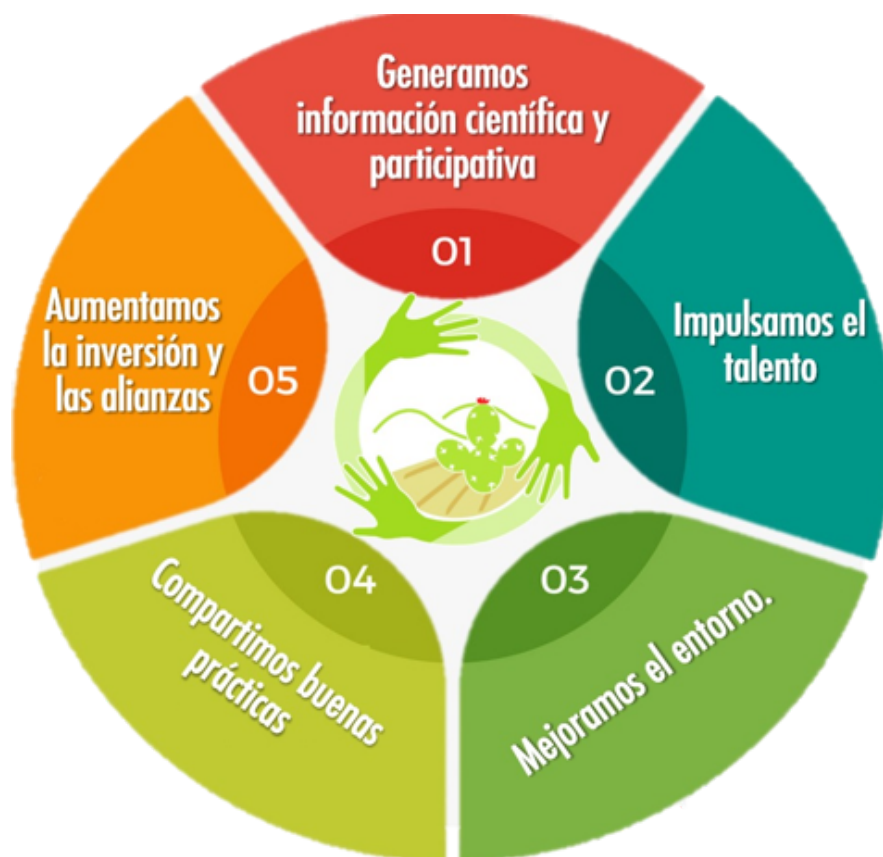 Generamos
información científica y
participativa
01
Impulsamos el
talento
02
Mejoramos el entorno.
03
Compartimos buenas
prácticas
04
Aumentamos
la inversión y
las alianzas
05